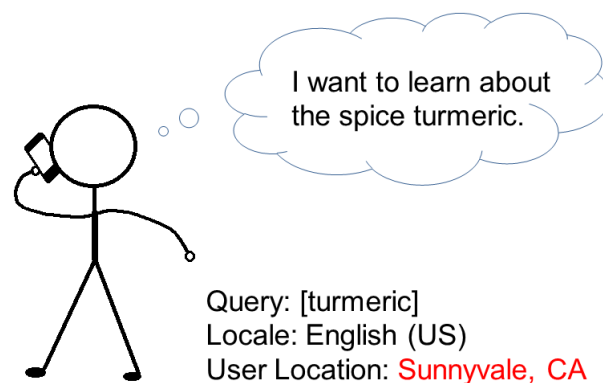 I want to learn about
the spice turmeric.
Query: [turmeric]
Locale: English (US)
User Location: Sunnyvale, CA